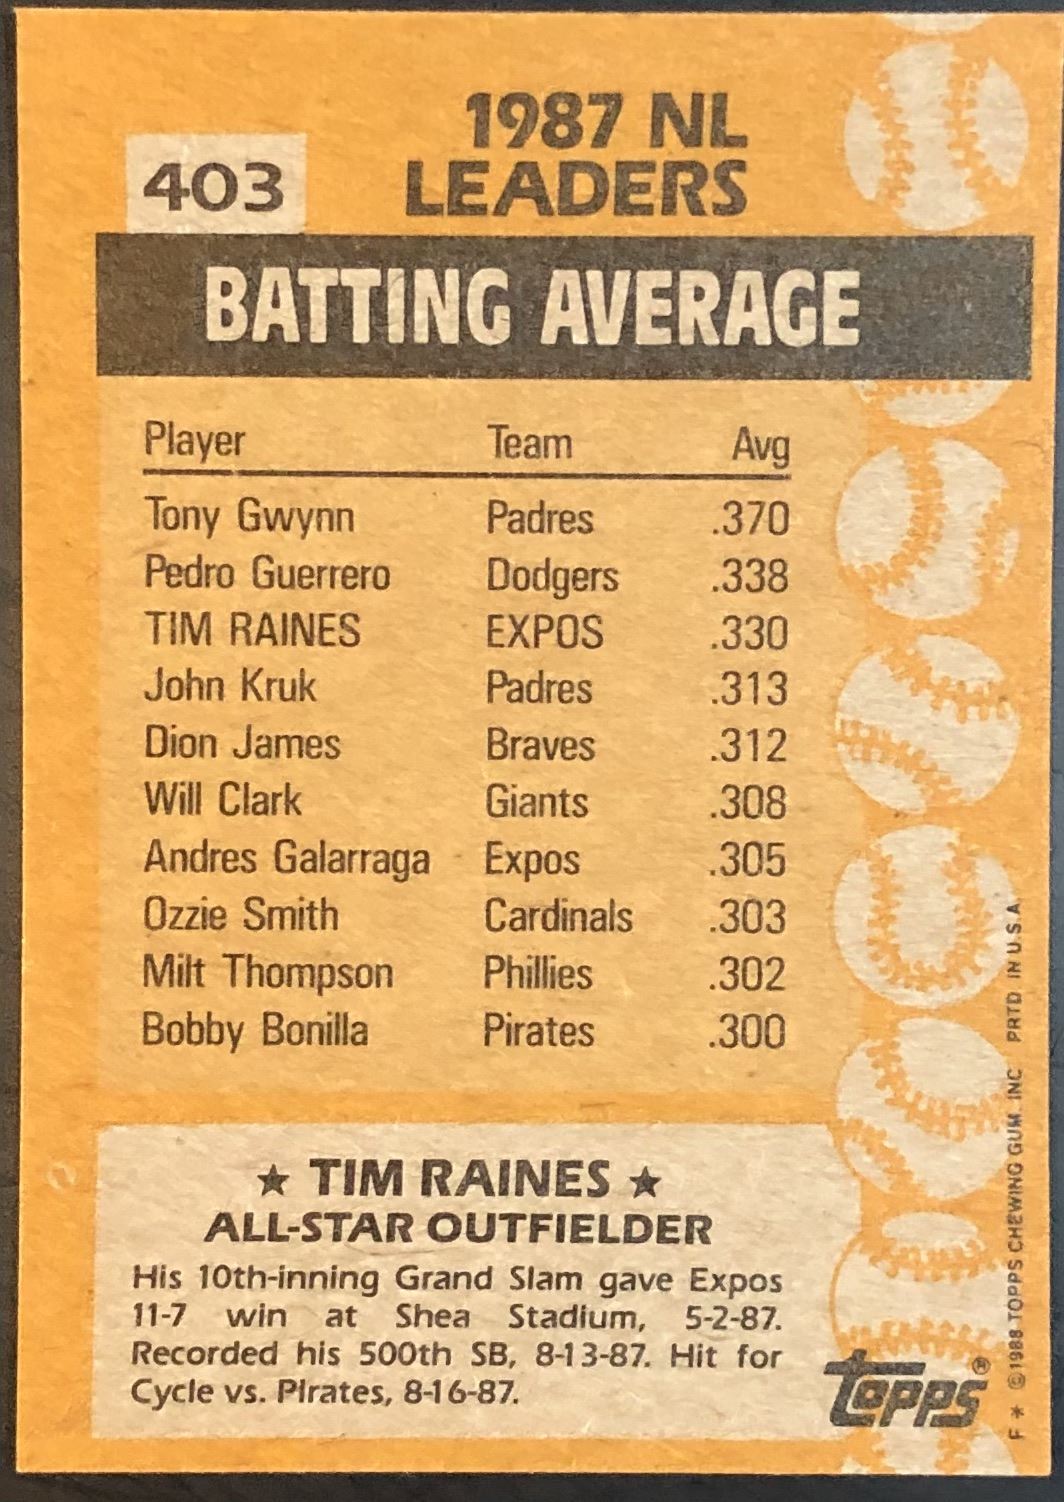 1987 NL
LEADERS
403
BATTING AVERAGE
Player Team Avg
Tony Gwynn Padres .370
Pedro Guerrero Dodgers .338
TIM RAINES EXPOS .330
John Kruk Padres .313
Dion James Braves .312
Will Clark Giants .308
Andres Galarraga Expos .305
Ozzie Smith Cardinals .303
Milt Thompson Phillies .302
Bobby Bonilla Pirates .300
★ TIM RAINES ★
ALL-STAR OUTFIELDER
His 10th-inning Grand Slam gave Expos
11-7 win at Shea Stadium, 5-2-87.
Recorded his 500th SB, 8-13-87. Hit for
Cycle vs. Pirates, 8-16-87.
topps®
F * ©1988 TOPPS CHEWING GUM, INC PRTD IN U.S.A.